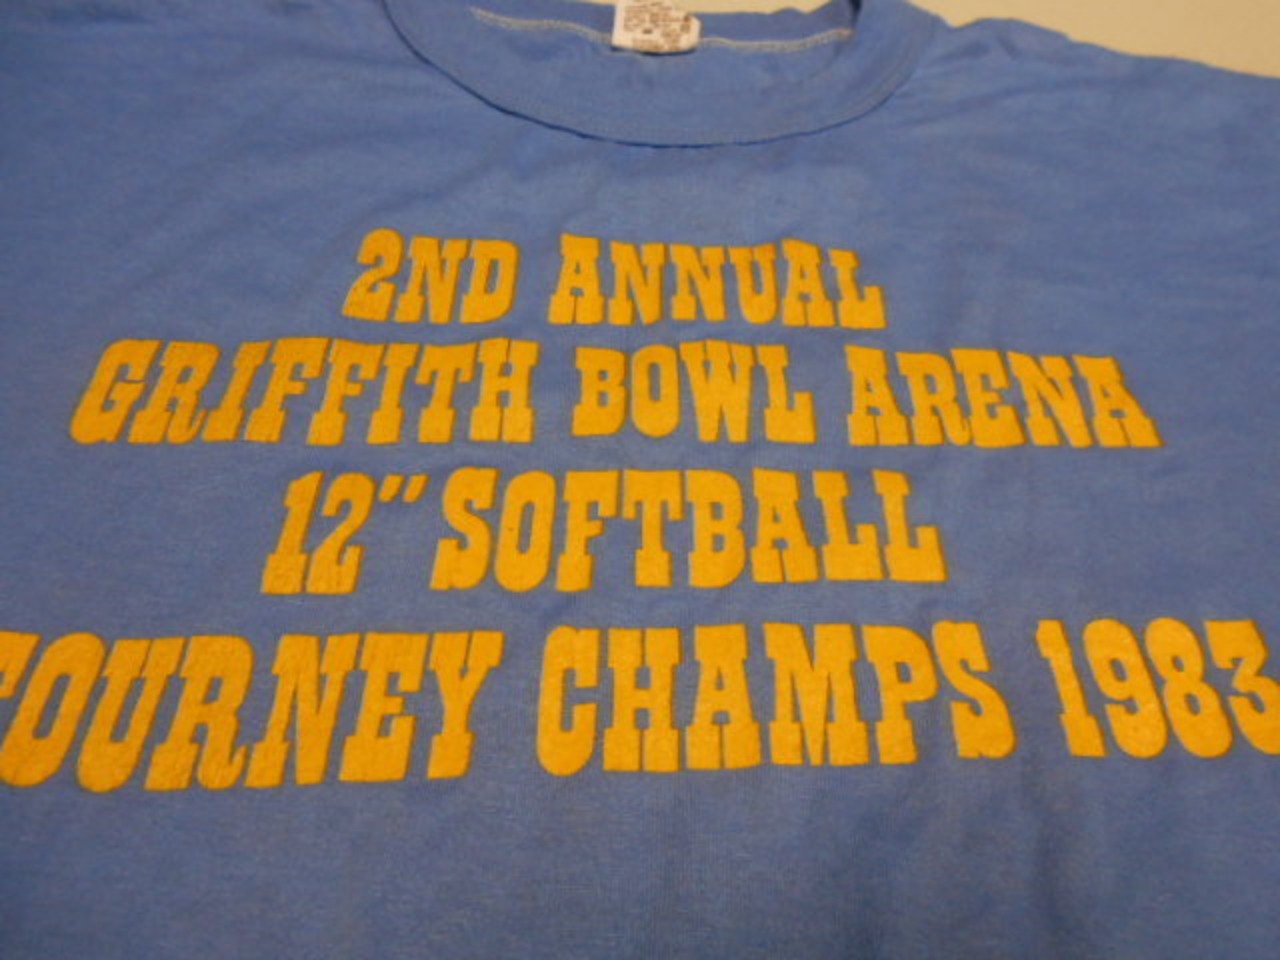 2ND ANNUAL
GRIFFITH BOWL ARENA
12" SOFTBALL
TOURNEY CHAMPS 1983